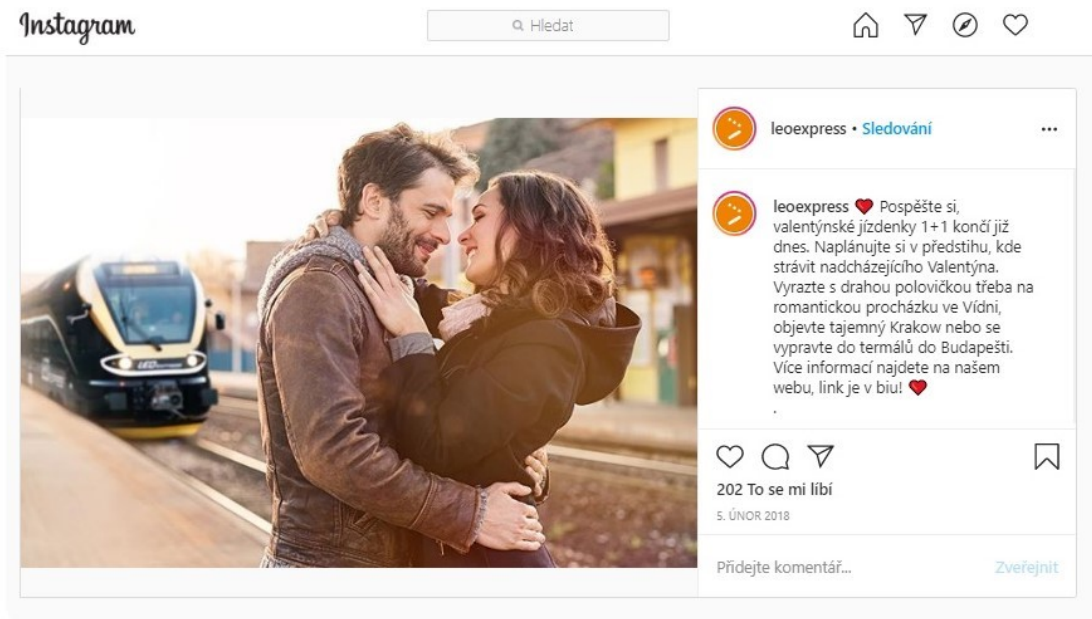 Instagram
Hledat
leoexpress • Sledování
leoexpress ❤ Pospěšte si,
valentýnské jízdenky 1+1 končí již
dnes. Naplánujte si v předstihu, kde
strávit nadcházejícího Valentýna.
Vyrazte s drahou polovičkou třeba na
romantickou procházku ve Vídni,
objevte tajemný Krakow nebo se
vypravte do termálů do Budapešti.
Více informací najdete na našem
webu, link je v biu! ❤
.
202 To se mi líbí
5. ÚNOR 2018
Přidejte komentář...
Zveřejnit